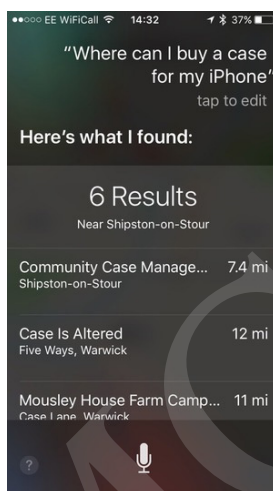 EE WiFiCall 14:32 37%
“Where can I buy a case
for my iPhone”
tap to edit
Here’s what I found:
6 Results
Near Shipston-on-Stour
Community Case Manage... 7.4 mi
Shipston-on-Stour
Case Is Altered 12 mi
Five Ways, Warwick
Mousley House Farm Camp... 11 mi
Case Lane, Warwick
?